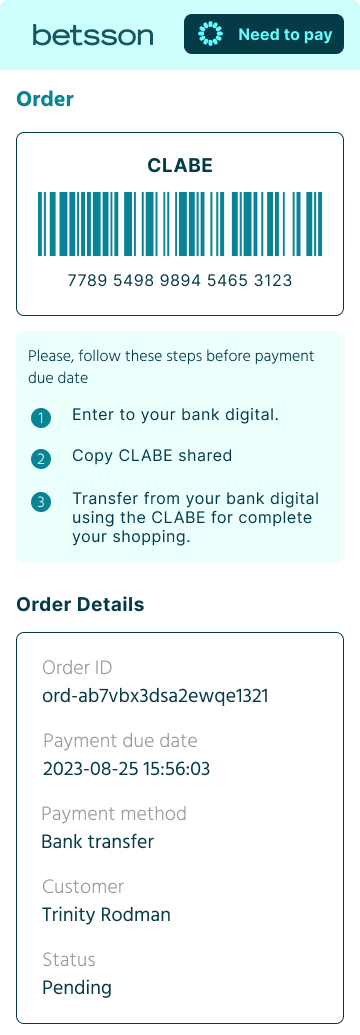 betsson
Need to pay
Order
CLABE
7789 5498 9894 5465 3123
Please, follow these steps before payment
due date
1 Enter to your bank digital.
2 Copy CLABE shared
3 Transfer from your bank digital
using the CLABE for complete
your shopping.
Order Details
Order ID
ord-ab7vbx3dsa2ewqe1321
Payment due date
2023-08-25 15:56:03
Payment method
Bank transfer
Customer
Trinity Rodman
Status
Pending